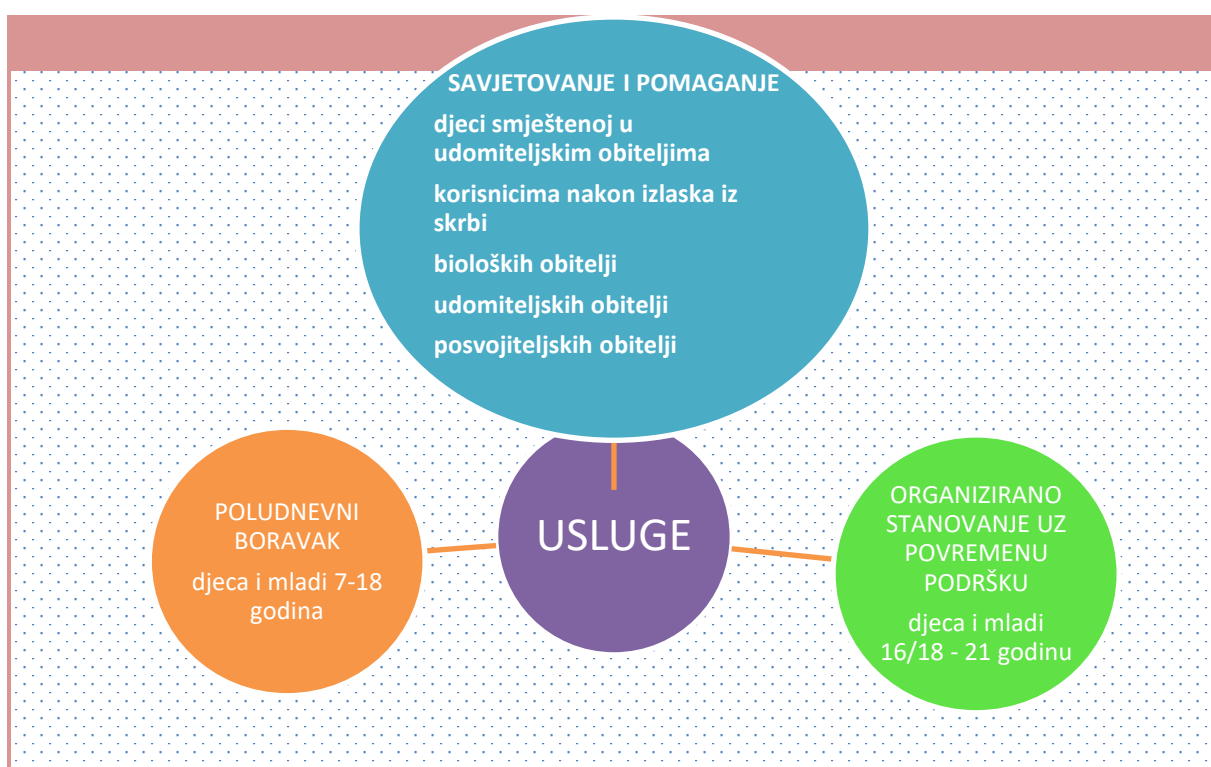 SAVJETOVANJE I POMAGANJE
djeci smještenoj u
udomiteljskim obiteljima
korisnicima nakon izlaska iz
skrbi
bioloških obitelji
udomiteljskih obitelji
posvojiteljskih obitelji
POLUDNEVNI
BORAVAK
djeca i mladi 7-18
godina
USLUGE
ORGANIZIRANO
STANOVANJE UZ
POVREMENU
PODRŠKU
djeca i mladi
16/18 - 21 godinu